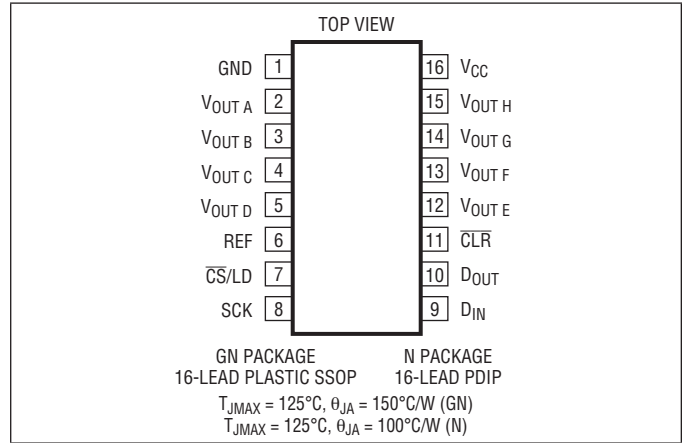 TOP VIEW
GND 1
VOUT A 2
VOUT B 3
VOUT C 4
VOUT D 5
REF 6
C̅S̅/LD 7
SCK 8
16 VCC
15 VOUT H
14 VOUT G
13 VOUT F
12 VOUT E
11 C̅L̅R̅
10 DOUT
9 DIN
GN PACKAGE
16-LEAD PLASTIC SSOP
N PACKAGE
16-LEAD PDIP
TJMAX = 125°C, θJA = 150°C/W (GN)
TJMAX = 125°C, θJA = 100°C/W (N)